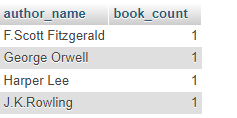 author_name book_count
F.Scott Fitzgerald 1
George Orwell 1
Harper Lee 1
J.K.Rowling 1